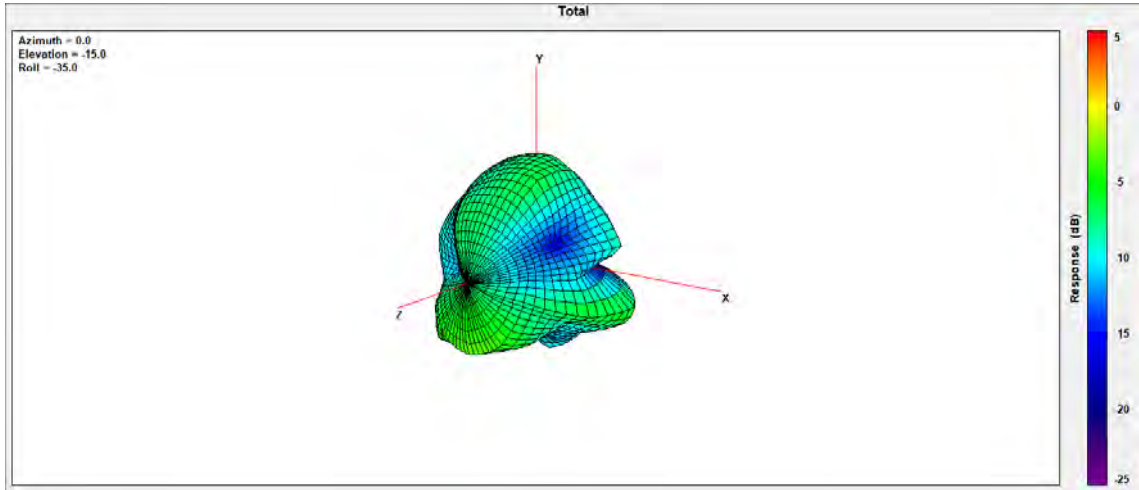 Total
Azimuth = 0.0
Elevation = -15.0
Roll = -35.0
Y
X
Z
5
0
5
10
15
20
-25
Response (dB)